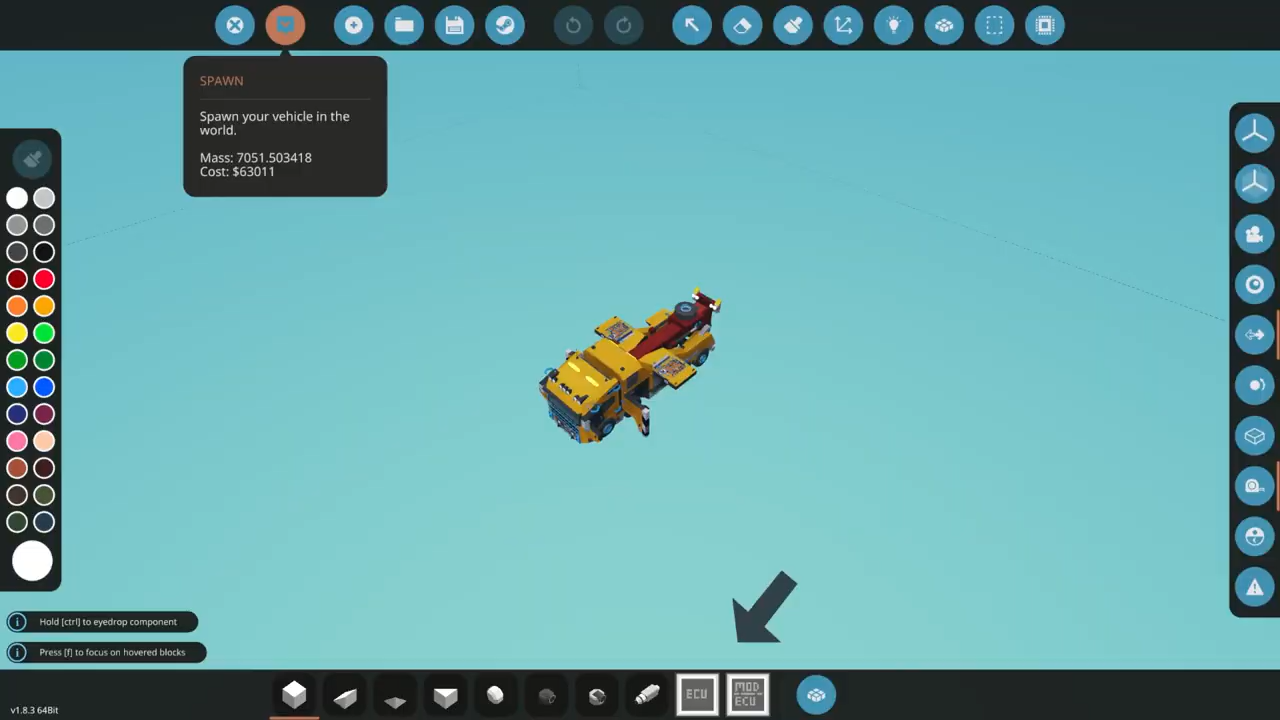 SPAWN
Spawn your vehicle in the
world.
Mass: 7051.503418
Cost: $63011
Hold [ctrl] to eyedrop component
Press [f] to focus on hovered blocks
ECU
MOD
ECU
v1.8.3 64Bit